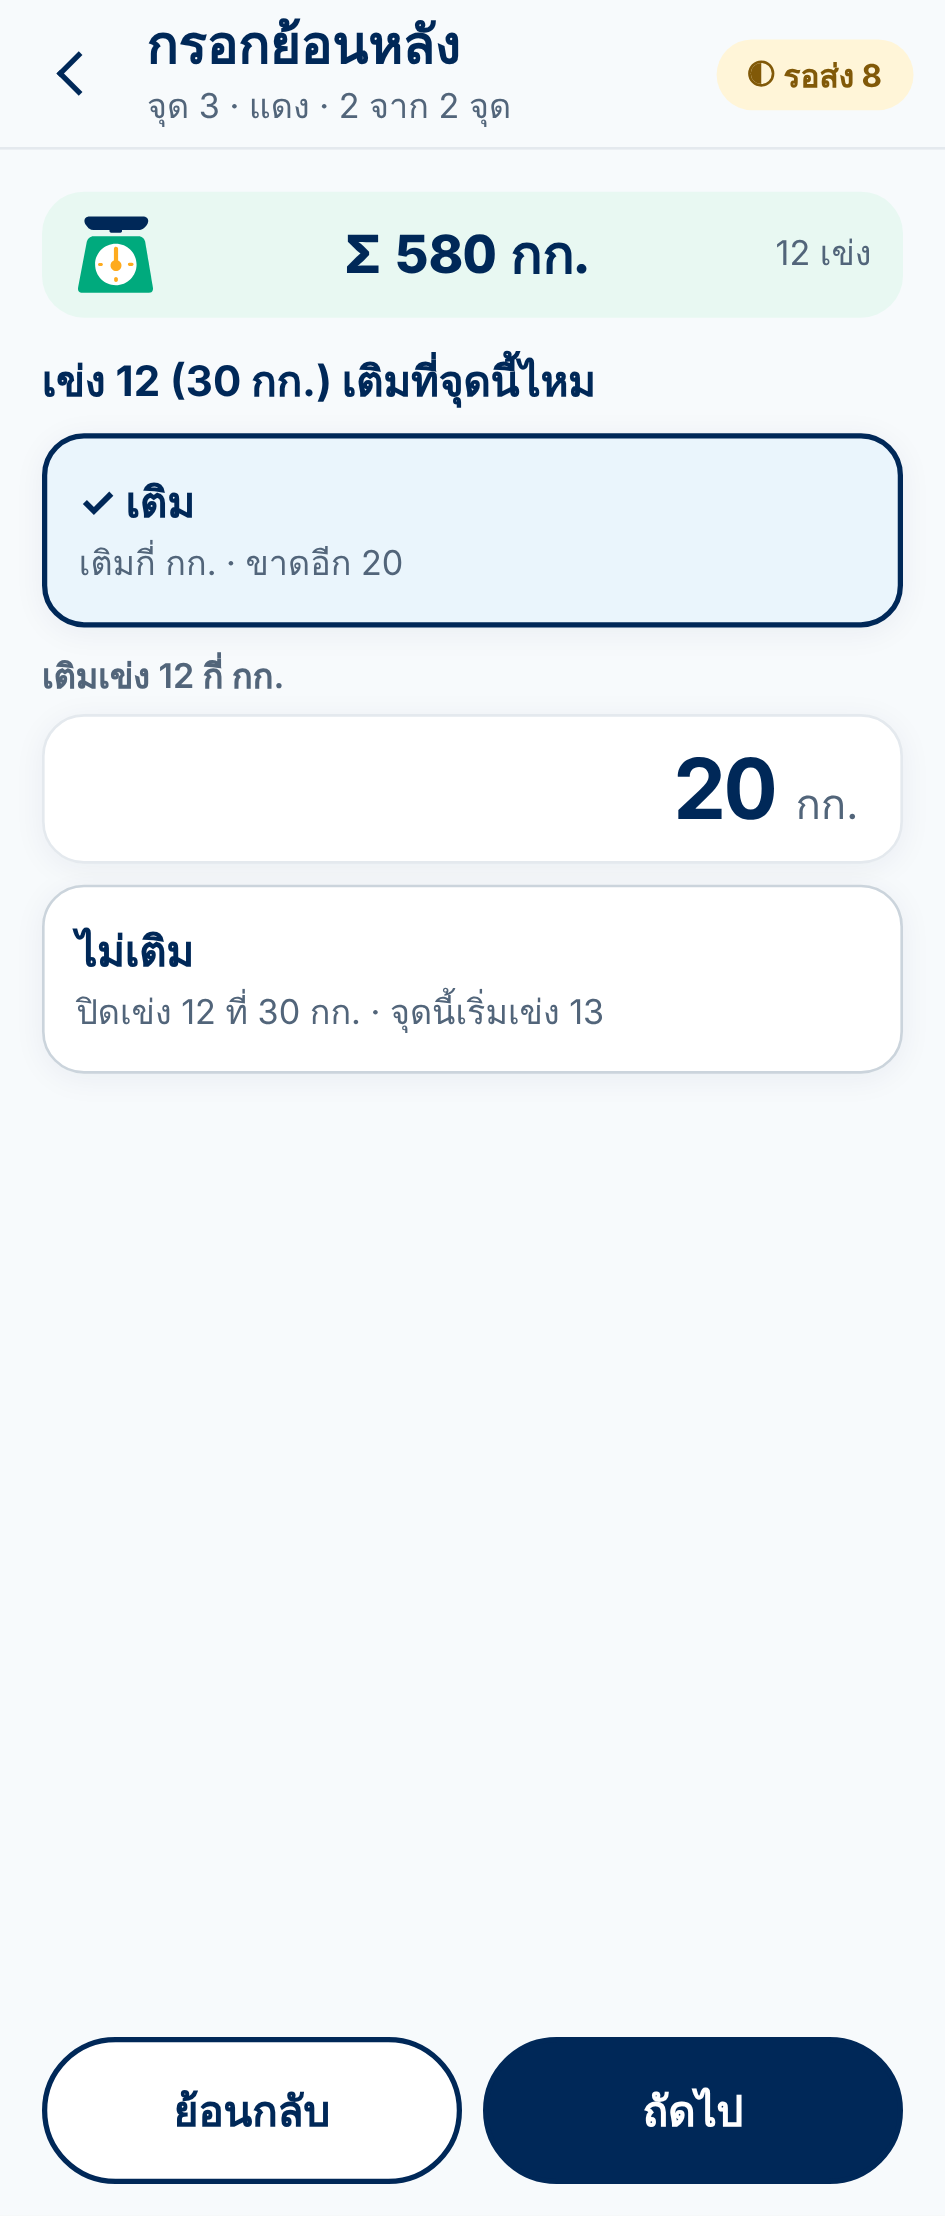 กรอกย้อนหลัง
จุด 3 · แดง · 2 จาก 2 จุด
รอส่ง 8
Σ 580 กก.
12 เข่ง
เข่ง 12 (30 กก.) เติมที่จุดนี้ไหม
✓ เติม
เติมกี่ กก. · ขาดอีก 20
เติมเข่ง 12 กี่ กก.
20 กก.
ไม่เติม
ปิดเข่ง 12 ที่ 30 กก. · จุดนี้เริ่มเข่ง 13
ย้อนกลับ
ถัดไป